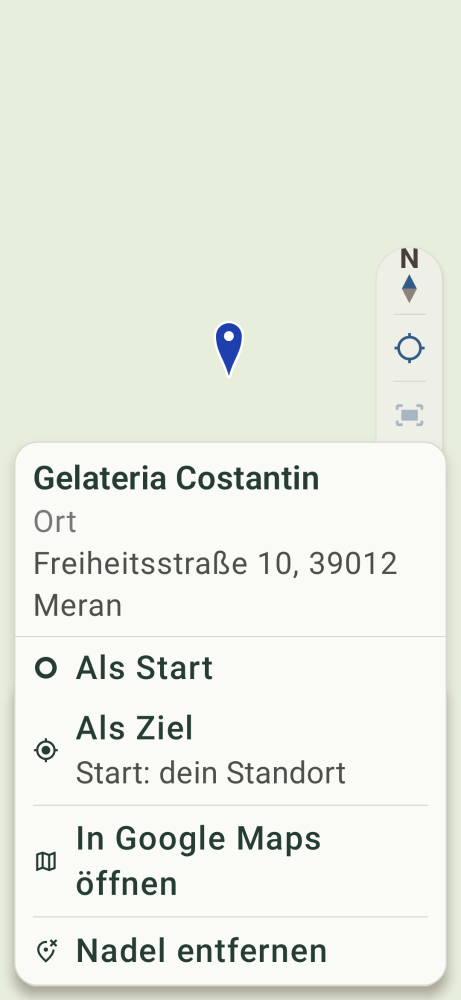 N
Gelateria Costantin
Ort
Freiheitsstraße 10, 39012
Meran
Als Start
Als Ziel
Start: dein Standort
In Google Maps
öffnen
Nadel entfernen